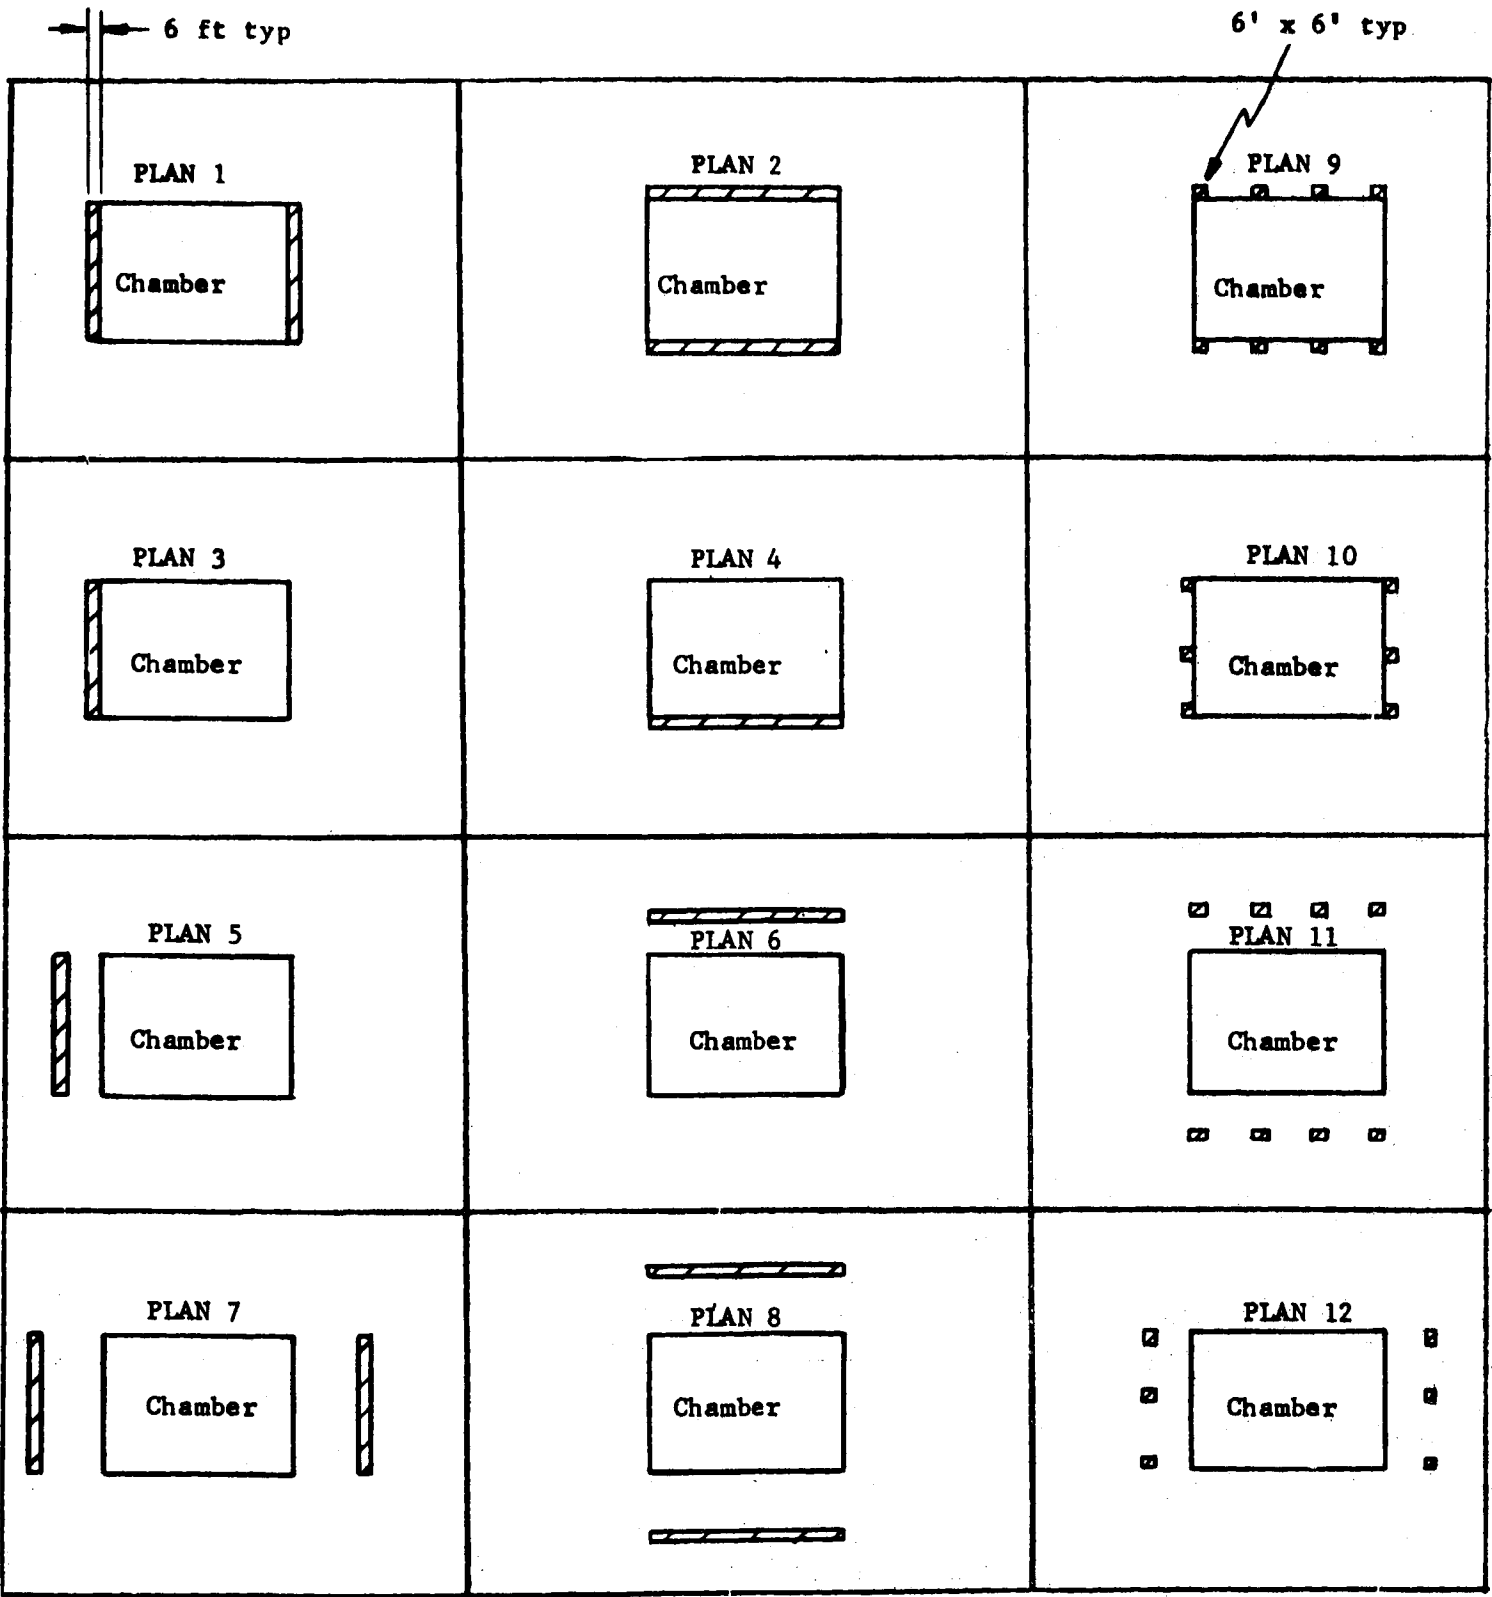 6 ft typ
6' x 6' typ
PLAN 1
Chamber
PLAN 2
Chamber
PLAN 9
Chamber
PLAN 3
Chamber
PLAN 4
Chamber
PLAN 10
Chamber
PLAN 5
Chamber
PLAN 6
Chamber
PLAN 11
Chamber
PLAN 7
Chamber
PLAN 8
Chamber
PLAN 12
Chamber